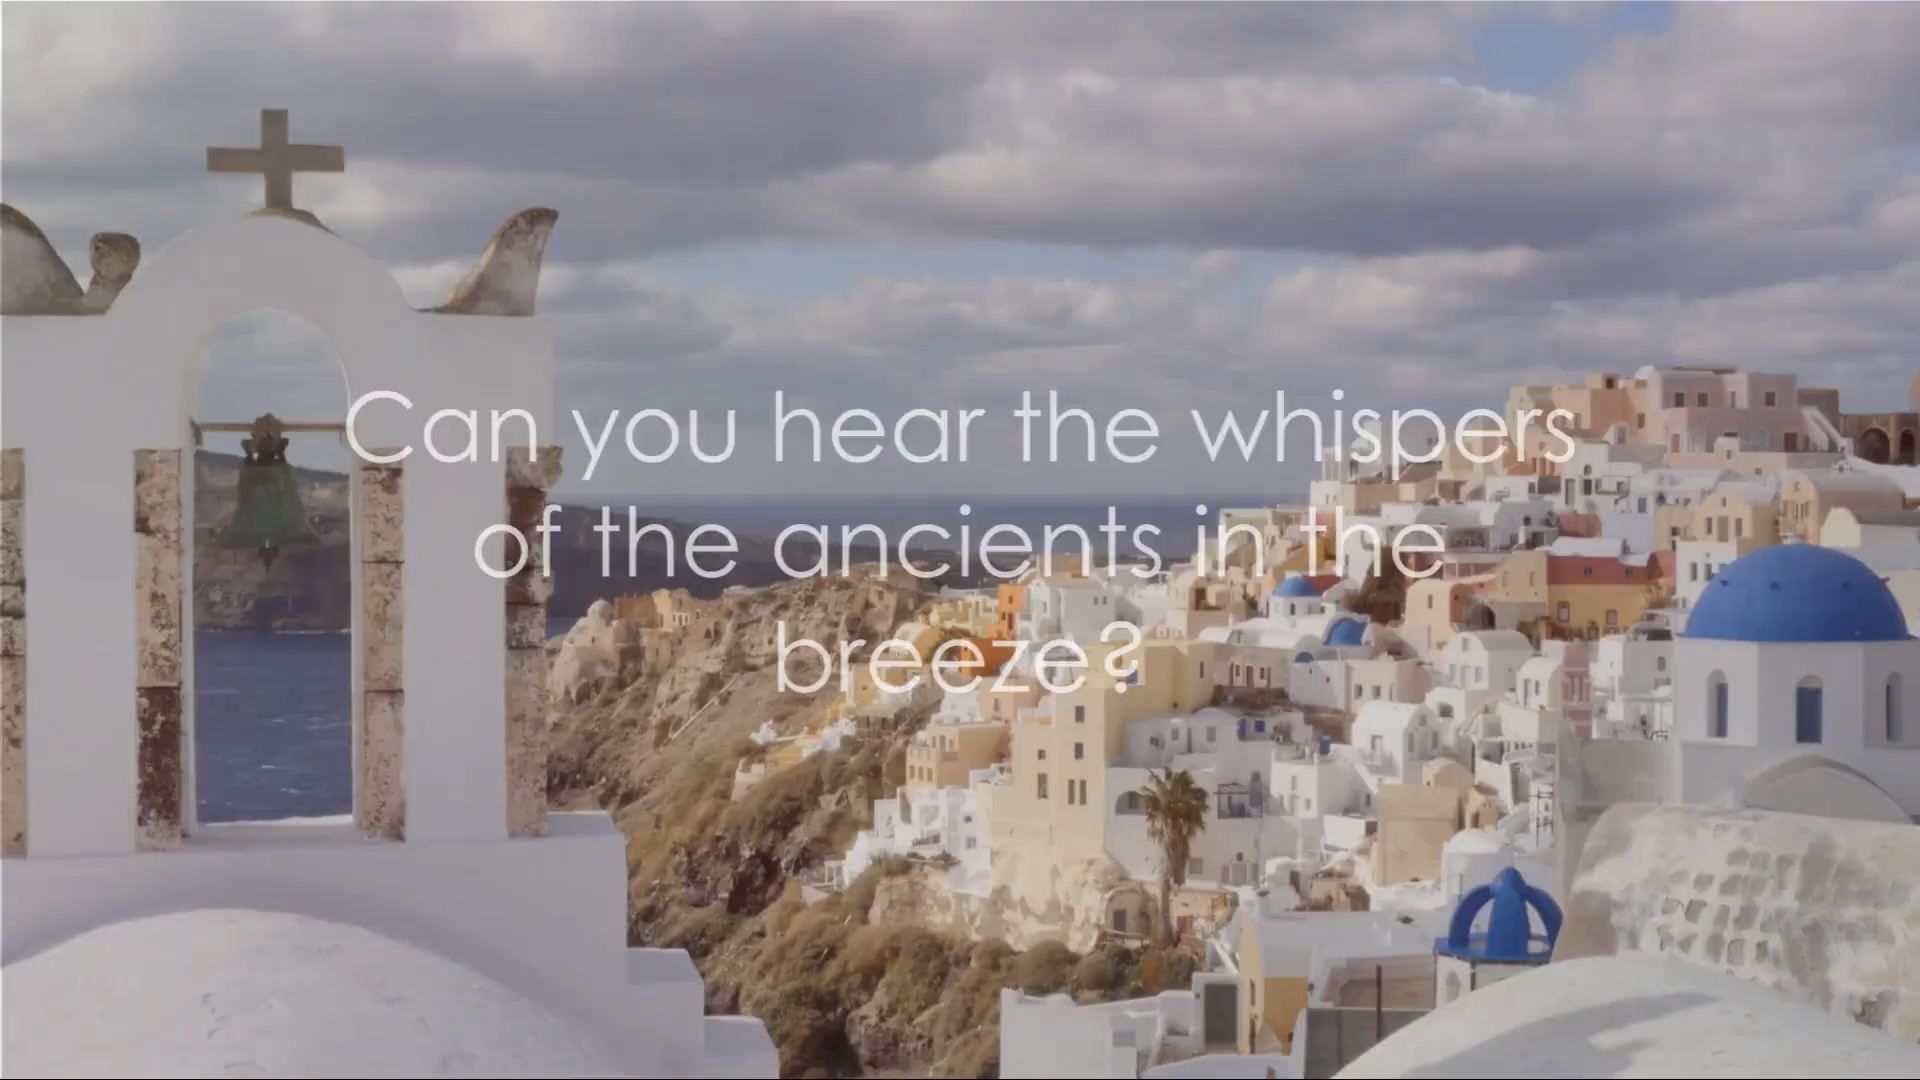 Can you hear the whispers
of the ancients in the
breeze?